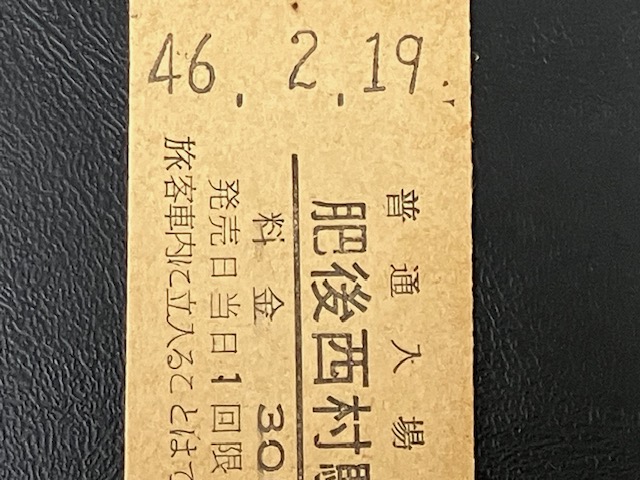 46. 2.19.
普通入場
肥後西村
料金 30
発売日当日1回限
旅客車内に立入ることはで